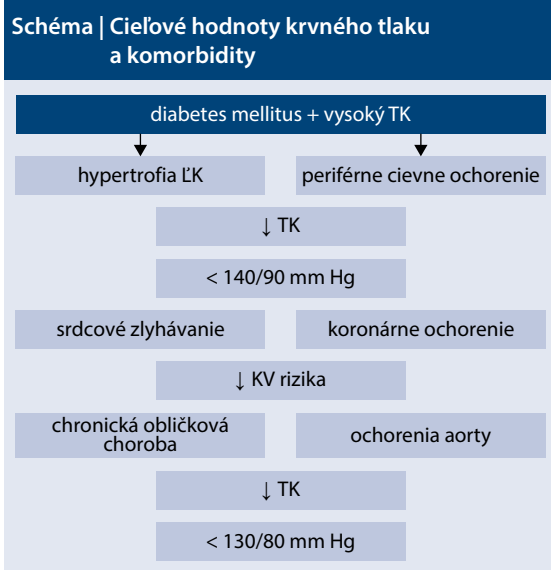 Schéma | Cieľové hodnoty krvného tlaku
a komorbidity
diabetes mellitus + vysoký TK
hypertrofia ĽK
periférne cievne ochorenie
↓ TK
< 140/90 mm Hg
srdcové zlyhávanie
koronárne ochorenie
↓ KV rizika
chronická obličková
choroba
ochorenia aorty
↓ TK
< 130/80 mm Hg